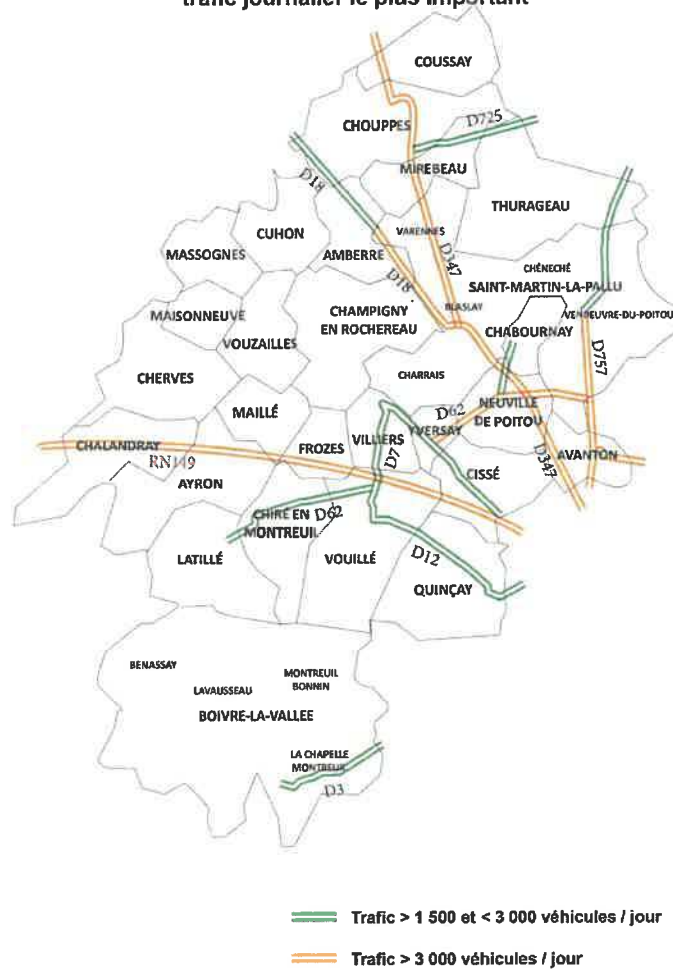 trafic journalier le plus important
COUSSAY
CHOUPPES
D725
MIREBEAU
D18
THURAGEAU
CUHON
VARENNES
MASSOGNES
AMBERRE
D347
D18
CHÉNECHÉ
SAINT-MARTIN-LA-PALLU
MAISONNEUVE
CHAMPIGNY
EN ROCHEREAU
BLASLAY
VENDEUVRE-DU-POITOU
CHABOURNAY
VOUZAILLES
D757
CHERVES
CHARRAIS
MAILLÉ
D62
NEUVILLE
DE POITOU
VILLIERS
YVERSAY
CHALANDRAY
FROZES
AVANTON
RN149
D7
D347
CISSÉ
AYRON
CHIRÉ EN
MONTREUIL
D62
LATILLÉ
VOUILLÉ
D12
QUINÇAY
BENASSAY
MONTREUIL
BONNIN
LAVAUSSEAU
BOIVRE-LA-VALLEE
LA CHAPELLE
MONTREUIL
D3
Trafic > 1 500 et < 3 000 véhicules / jour
Trafic > 3 000 véhicules / jour